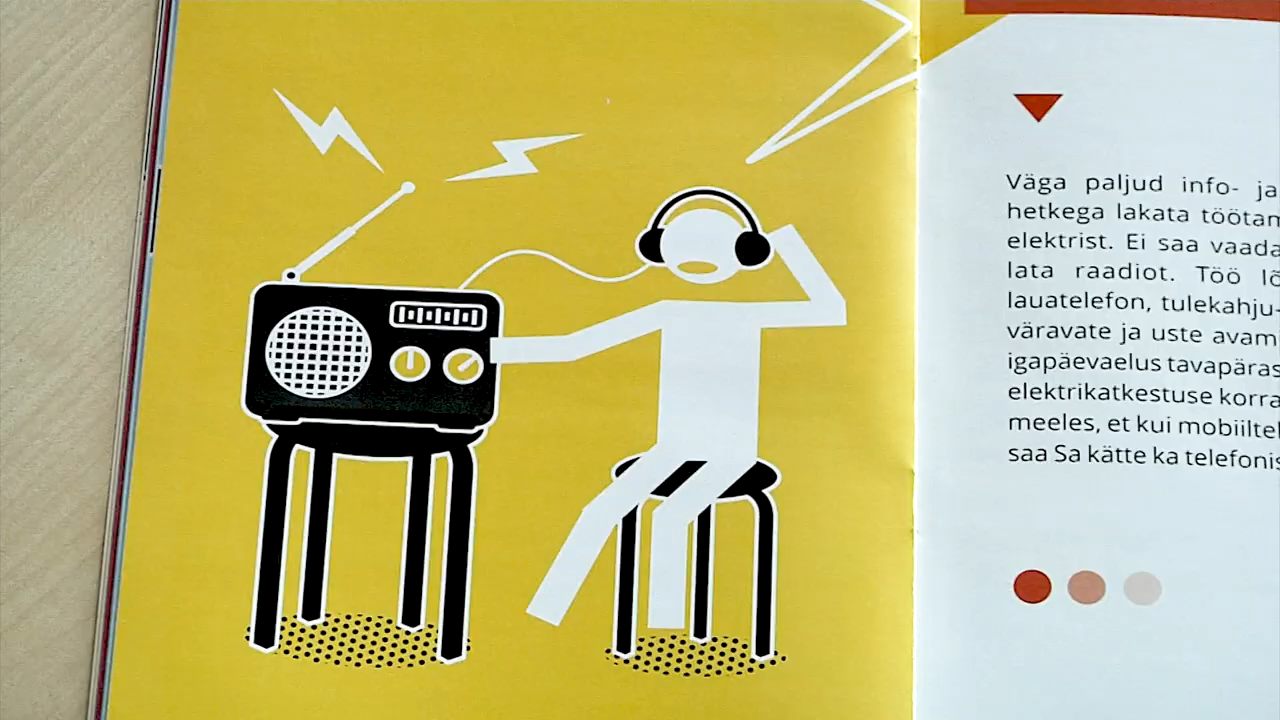 Väga paljud info- ja
hetkega lakata töötam
elektrist. Ei saa vaada
lata raadiot. Töö lõ
lauatelefon, tulekahju-
väravate ja uste avam
igapäevaelus tavapäras
elektrikatkestuse korra
meeles, et kui mobiiltel
saa Sa kätte ka telefonis